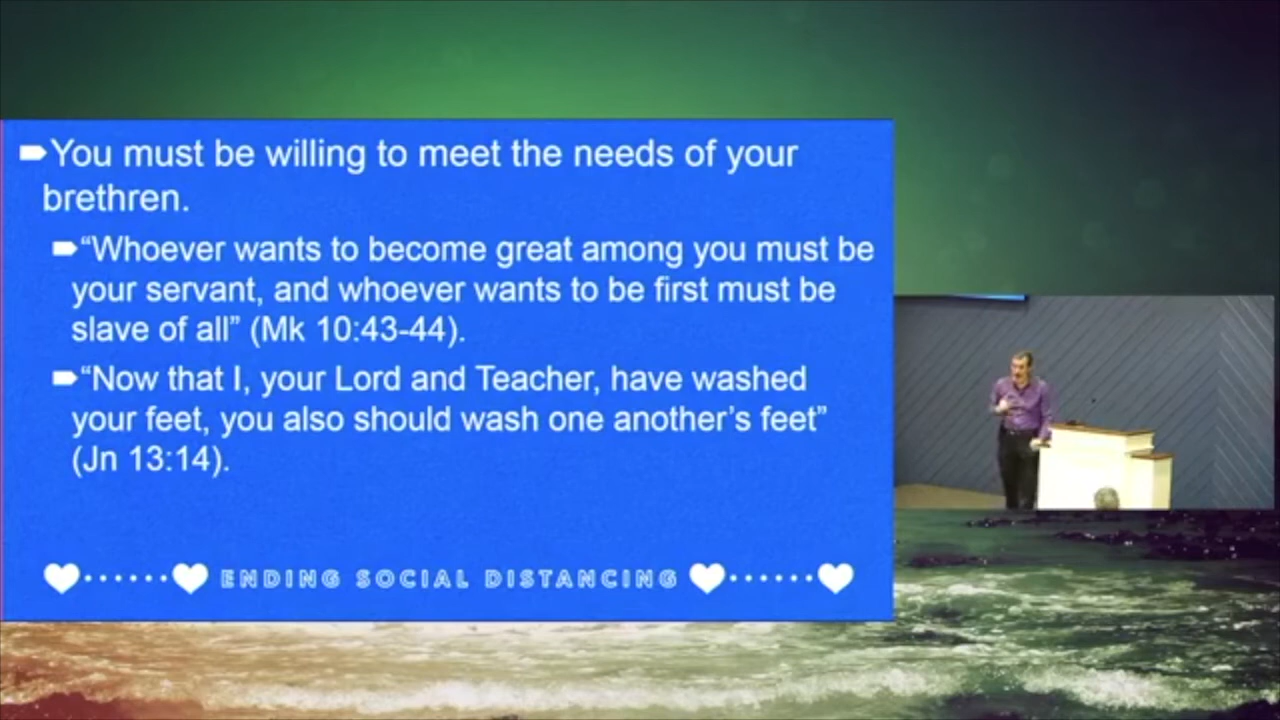 You must be willing to meet the needs of your
brethren.
“Whoever wants to become great among you must be
your servant, and whoever wants to be first must be
slave of all” (Mk 10:43-44).
“Now that I, your Lord and Teacher, have washed
your feet, you also should wash one another’s feet”
(Jn 13:14).
ENDING SOCIAL DISTANCING